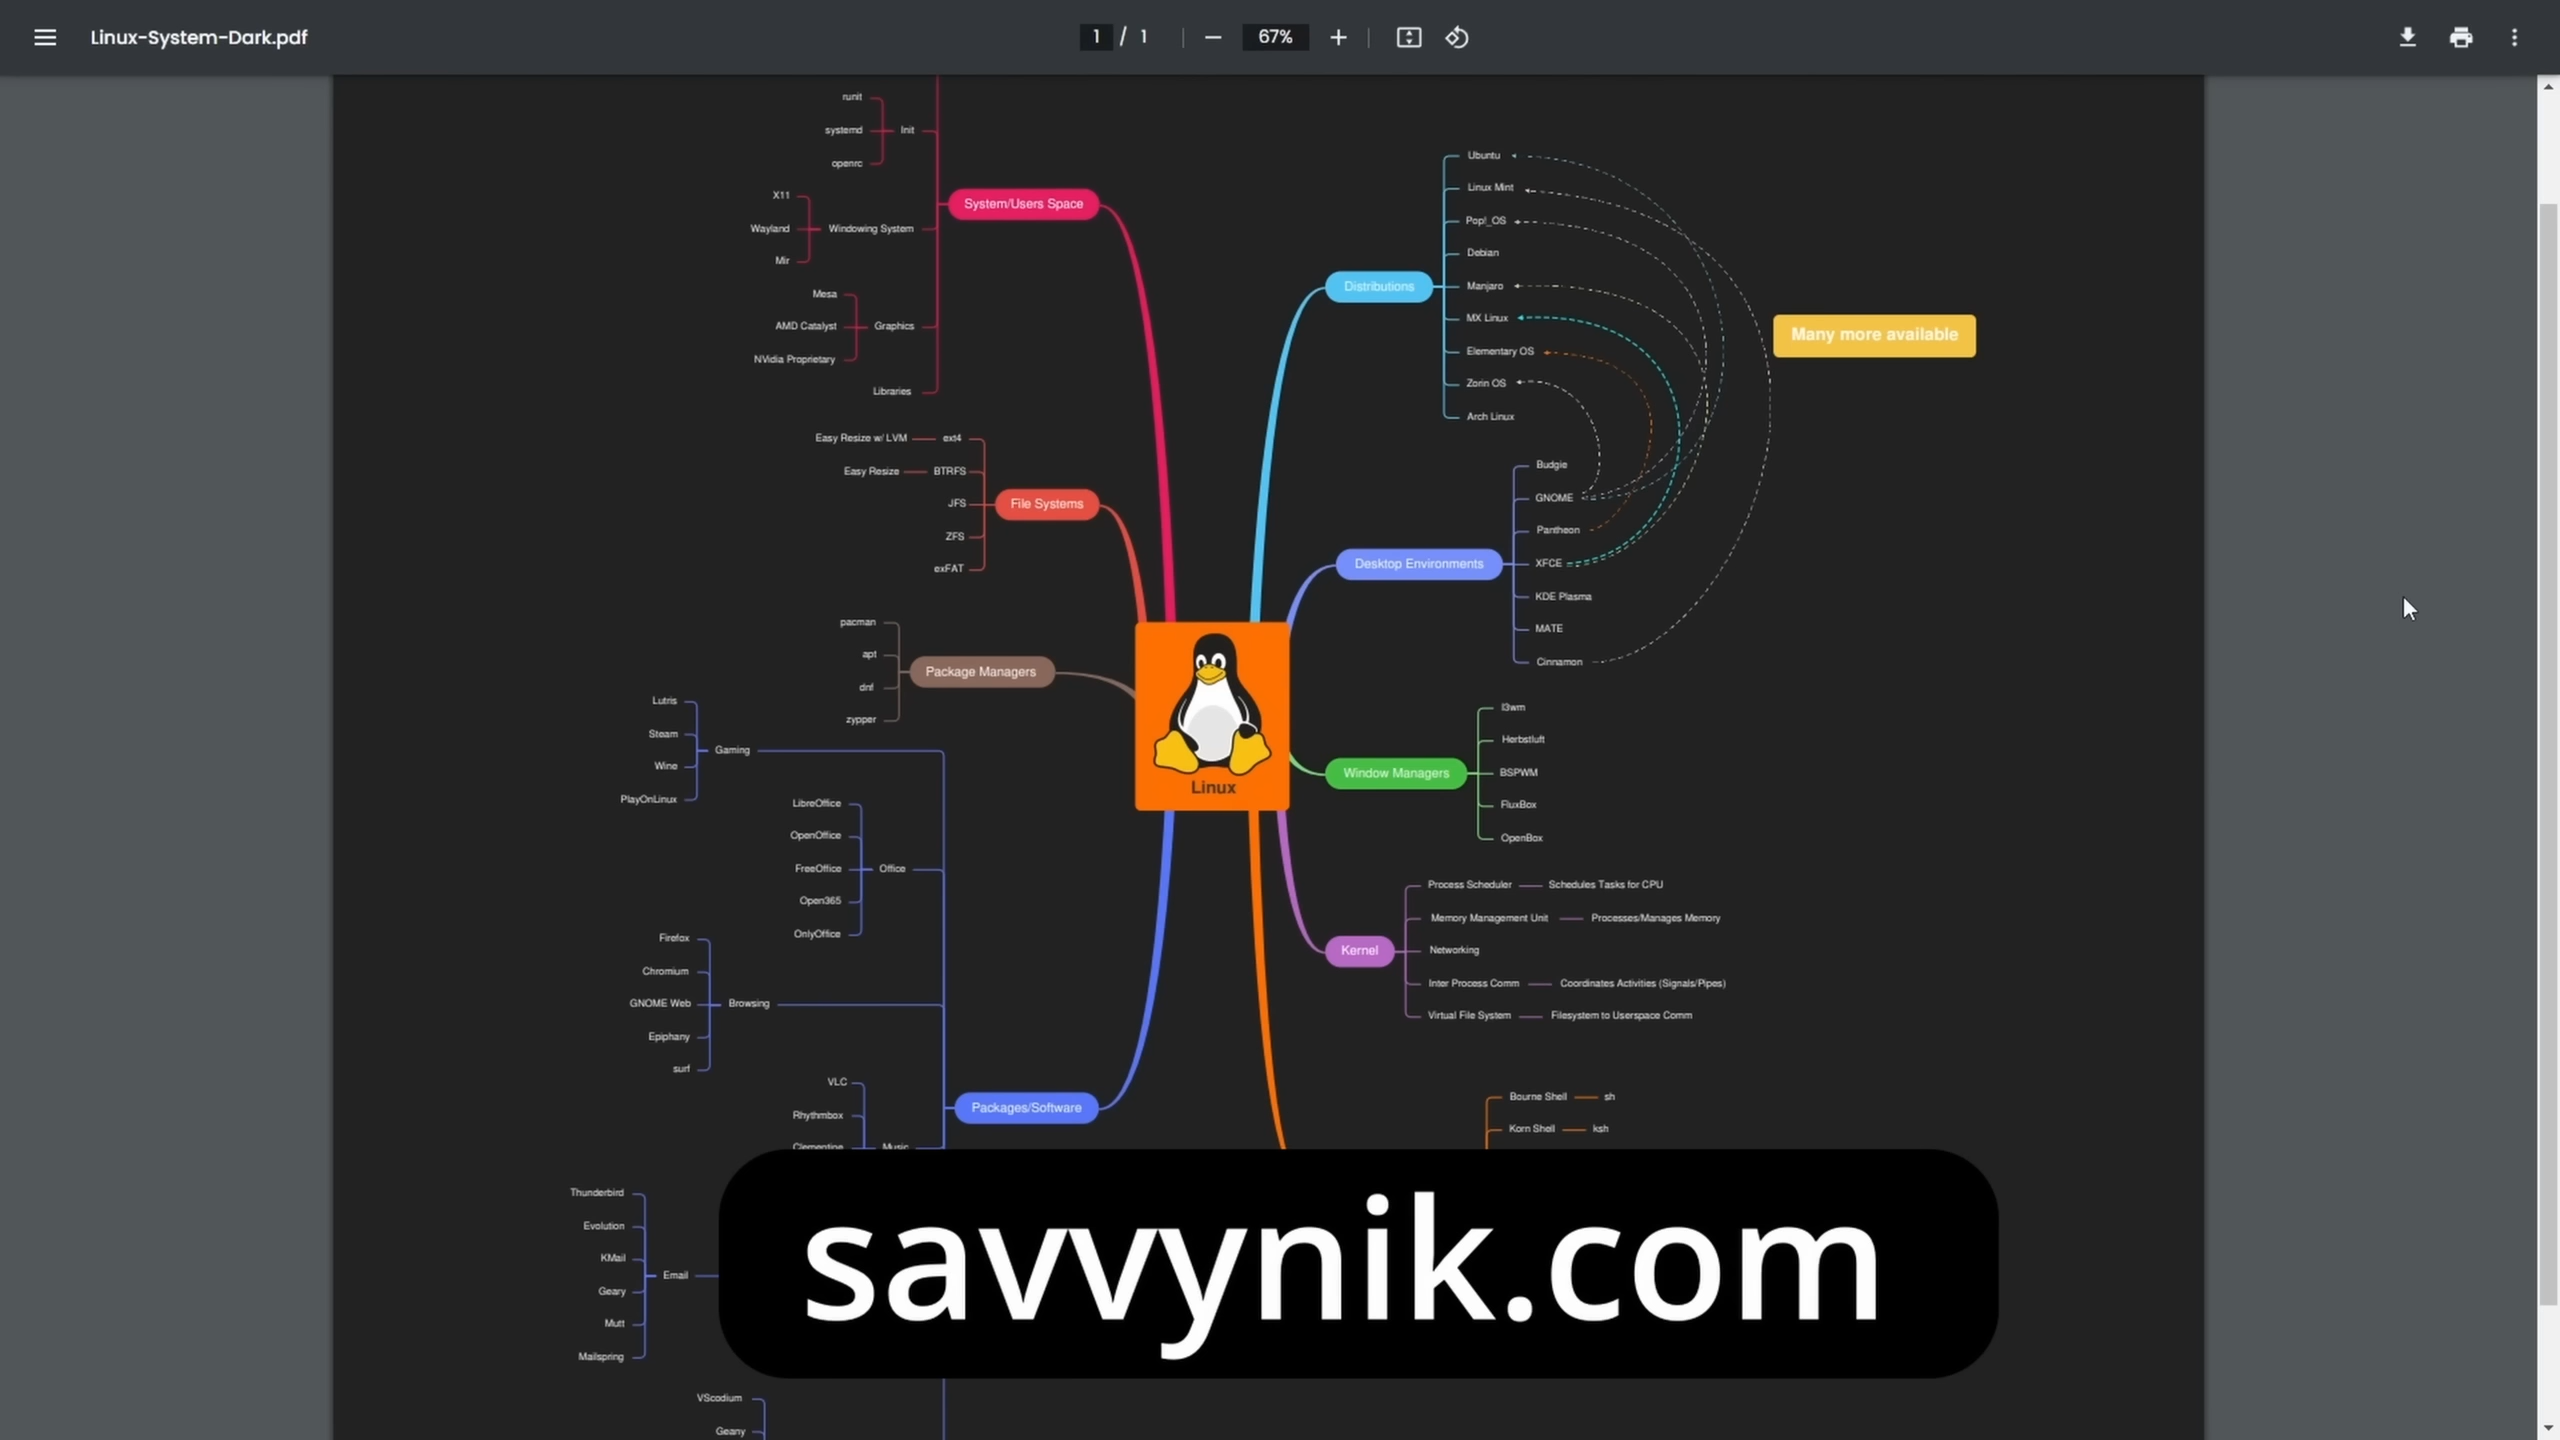 Linux-System-Dark.pdf
1 / 1
67%
runit
systemd
openrc
Init
X11
Wayland
Mir
Windowing System
Mesa
AMD Catalyst
NVidia Proprietary
Graphics
Libraries
System/Users Space
Easy Resize w/ LVM
ext4
Easy Resize
BTRFS
JFS
ZFS
exFAT
File Systems
pacman
apt
dnf
zypper
Package Managers
Lutris
Steam
Wine
PlayOnLinux
Gaming
LibreOffice
OpenOffice
FreeOffice
Open365
OnlyOffice
Office
Firefox
Chromium
GNOME Web
Epiphany
surf
Browsing
VLC
Rhythmbox
Clementine
Music
Packages/Software
Thunderbird
Evolution
KMail
Geary
Mutt
Mailspring
Email
VScodium
Geany
Linux
Distributions
Ubuntu
Linux Mint
Pop!_OS
Debian
Manjaro
MX Linux
Elementary OS
Zorin OS
Arch Linux
Many more available
Desktop Environments
Budgie
GNOME
Pantheon
XFCE
KDE Plasma
MATE
Cinnamon
Window Managers
I3wm
Herbstluft
BSPWM
FluxBox
OpenBox
Kernel
Process Scheduler
Schedules Tasks for CPU
Memory Management Unit
Processes/Manages Memory
Networking
Inter Process Comm
Coordinates Activities (Signals/Pipes)
Virtual File System
Filesystem to Userspace Comm
Bourne Shell
sh
Korn Shell
ksh
savvynik.com